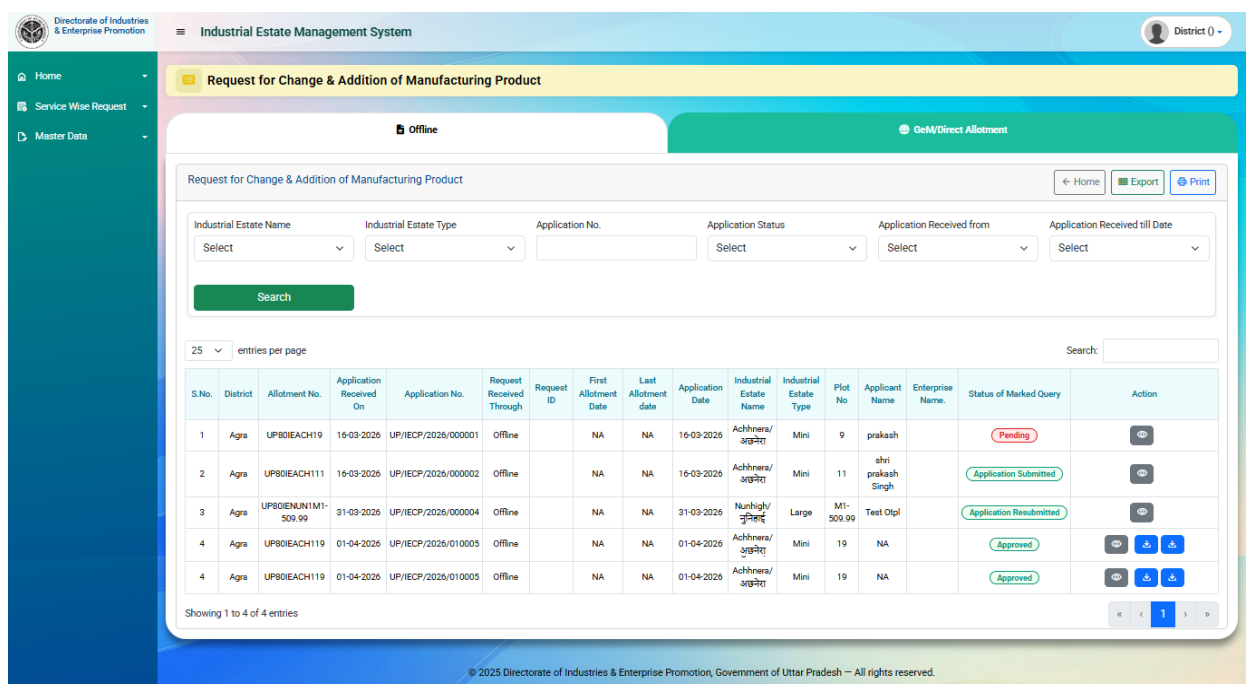 Directorate of Industries
& Enterprise Promotion
Industrial Estate Management System
District () 
Home
Service Wise Request
Master Data
Request for Change & Addition of Manufacturing Product
Offline
GeM/Direct Allotment
Request for Change & Addition of Manufacturing Product
Home Export Print
Industrial Estate Name Industrial Estate Type Application No. Application Status Application Received from Application Received till Date
Select Select Select Select Select
Search
25 entries per page Search:
S.No. District Allotment No. Application Received On Application No. Request Received Through Request ID First Allotment Date Last Allotment date Application Date Industrial Estate Name Industrial Estate Type Plot No Applicant Name Enterprise Name. Status of Marked Query Action
1 Agra UP80IEACH19 16-03-2026 UP/IECP/2026/000001 Offline NA NA 16-03-2026 Achhnera/ अछनेरा Mini 9 prakash Pending
2 Agra UP80IEACH111 16-03-2026 UP/IECP/2026/000002 Offline NA NA 16-03-2026 Achhnera/ अछनेरा Mini 11 shri prakash Singh Application Submitted
3 Agra UP80IENUN1M1-509.99 31-03-2026 UP/IECP/2026/000004 Offline NA NA 31-03-2026 Nunhigh/ नुनिहाई Large M1-509.99 Test Otpl Application Resubmitted
4 Agra UP80IEACH119 01-04-2026 UP/IECP/2026/010005 Offline NA NA 01-04-2026 Achhnera/ अछनेरा Mini 19 NA Approved
4 Agra UP80IEACH119 01-04-2026 UP/IECP/2026/010005 Offline NA NA 01-04-2026 Achhnera/ अछनेरा Mini 19 NA Approved
Showing 1 to 4 of 4 entries « ‹ 1 › »
© 2025 Directorate of Industries & Enterprise Promotion, Government of Uttar Pradesh — All rights reserved.